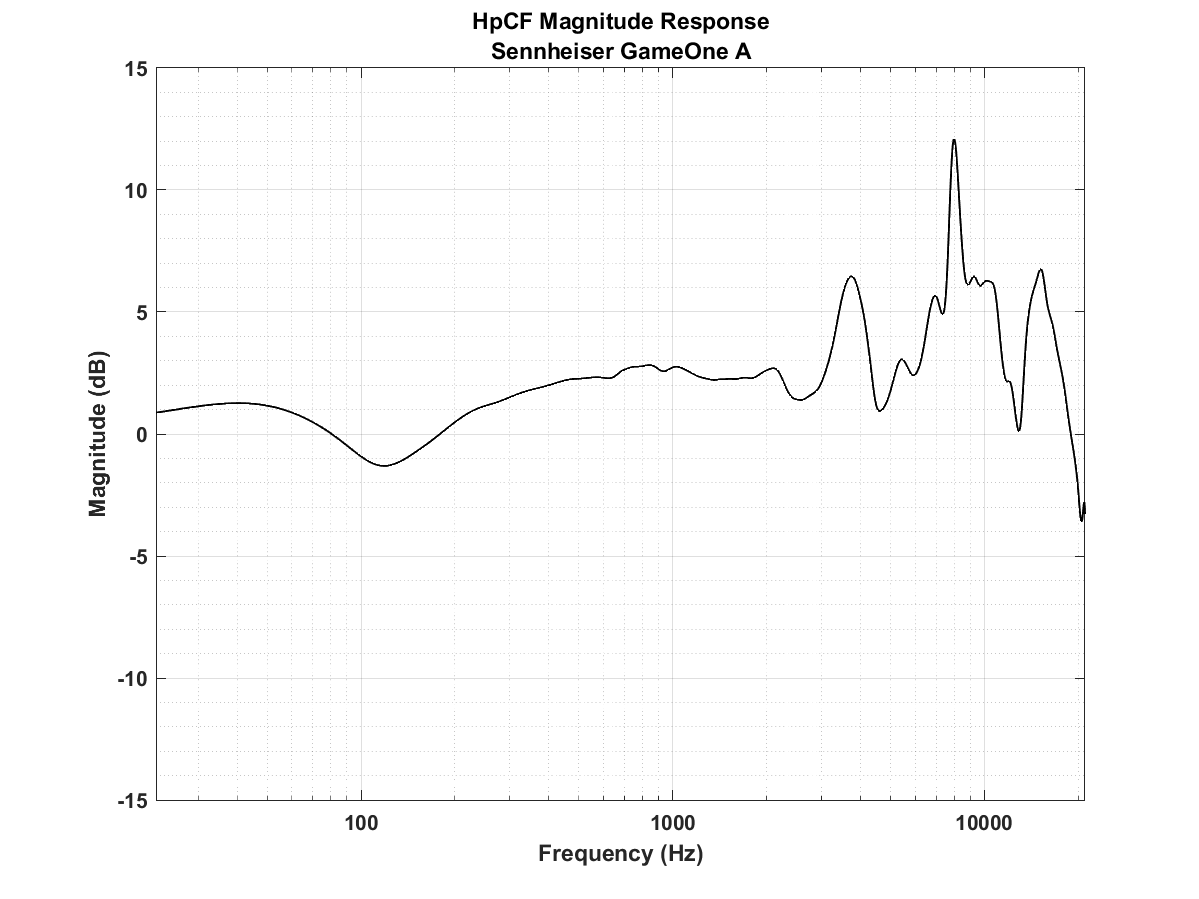 HpCF Magnitude Response
Sennheiser GameOne A
15
10
5
0
-5
-10
-15
Magnitude (dB)
100
1000
10000
Frequency (Hz)